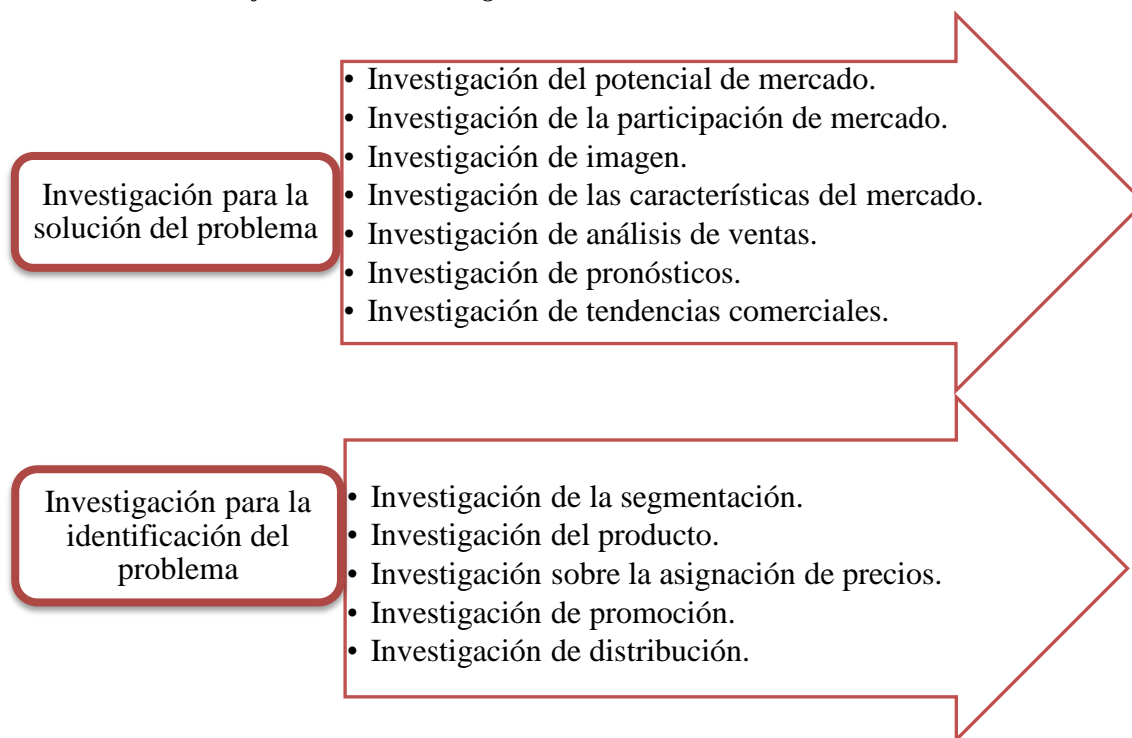 Investigación para la
solución del problema
• Investigación del potencial de mercado.
• Investigación de la participación de mercado.
• Investigación de imagen.
• Investigación de las características del mercado.
• Investigación de análisis de ventas.
• Investigación de pronósticos.
• Investigación de tendencias comerciales.
Investigación para la
identificación del
problema
• Investigación de la segmentación.
• Investigación del producto.
• Investigación sobre la asignación de precios.
• Investigación de promoción.
• Investigación de distribución.